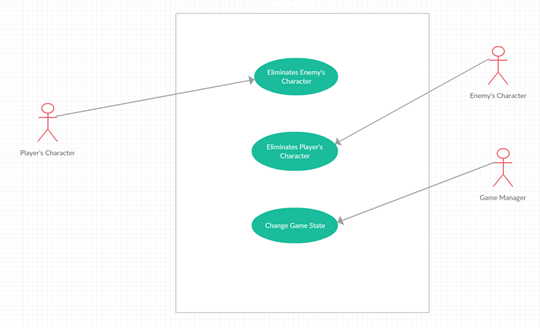 Eliminates Enemy's
Character
Enemy's Character
Player's Character
Eliminates Player's
Character
Game Manager
Change Game State